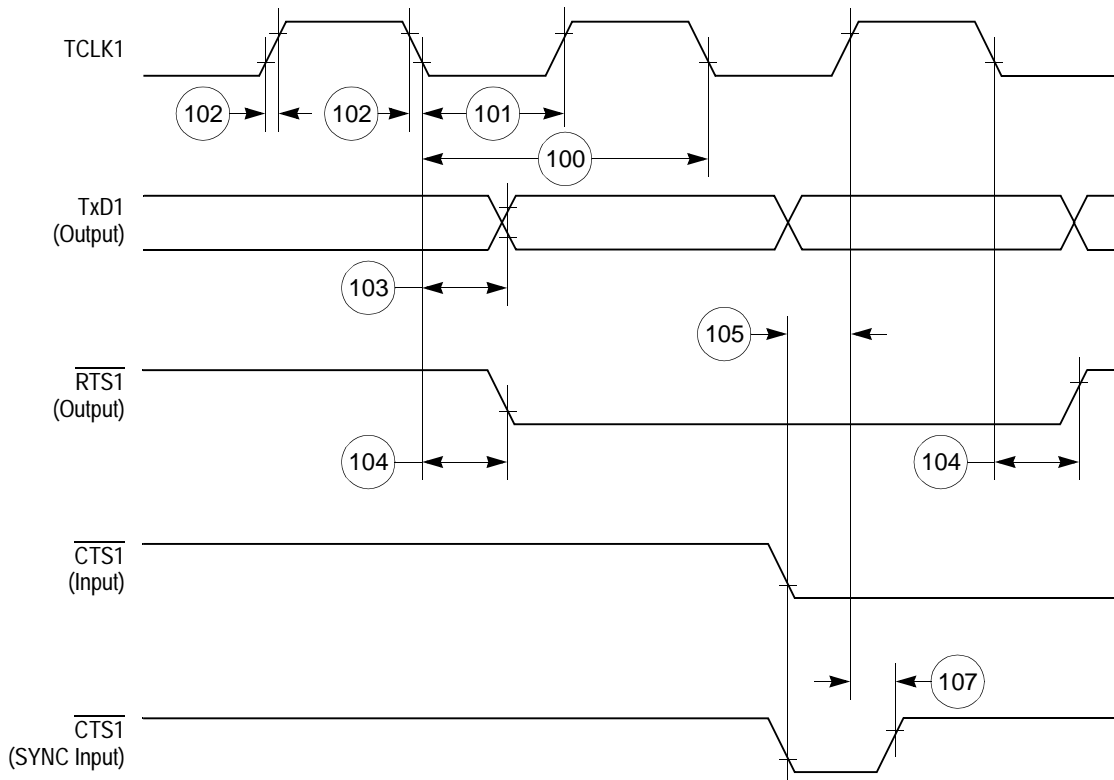 TCLK1
102
102
101
100
TxD1
(Output)
103
105
RTS1
(Output)
104
104
CTS1
(Input)
107
CTS1
(SYNC Input)